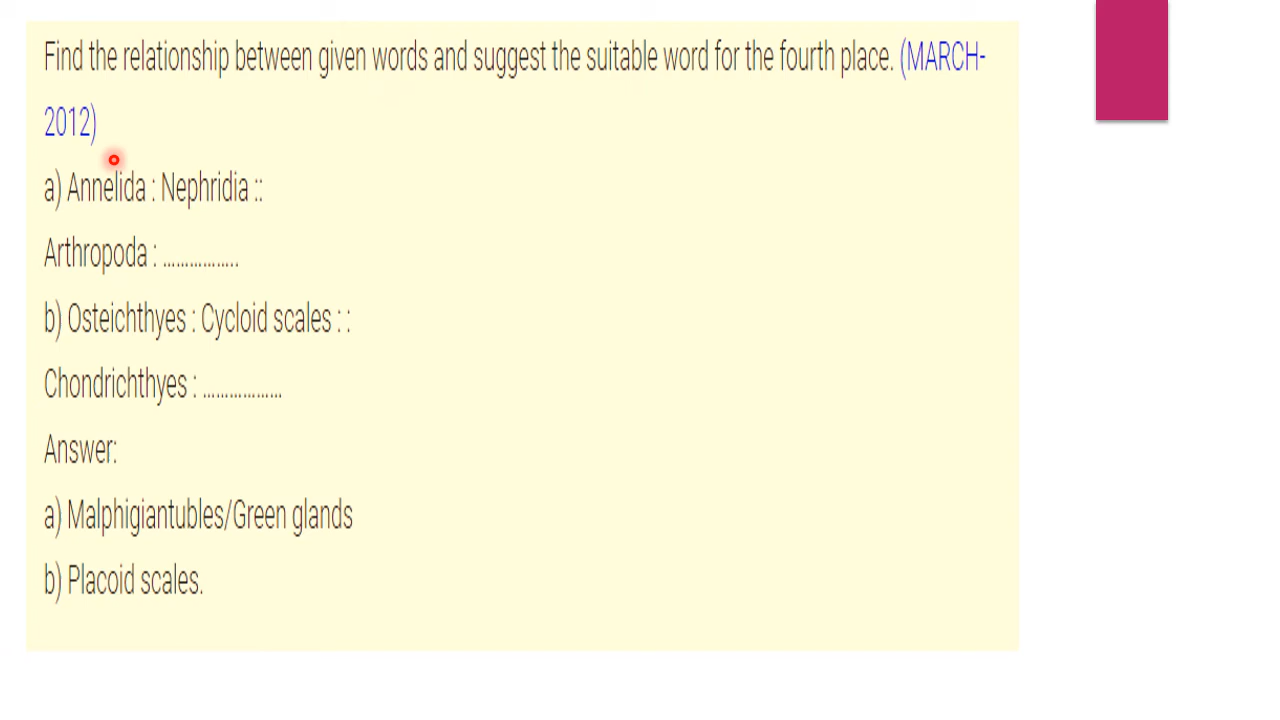 Find the relationship between given words and suggest the suitable word for the fourth place. (MARCH-
2012)
a) Annelida : Nephridia ::
Arthropoda : ................
b) Osteichthyes : Cycloid scales : :
Chondrichthyes : ..................
Answer:
a) Malphigiantubles/Green glands
b) Placoid scales.